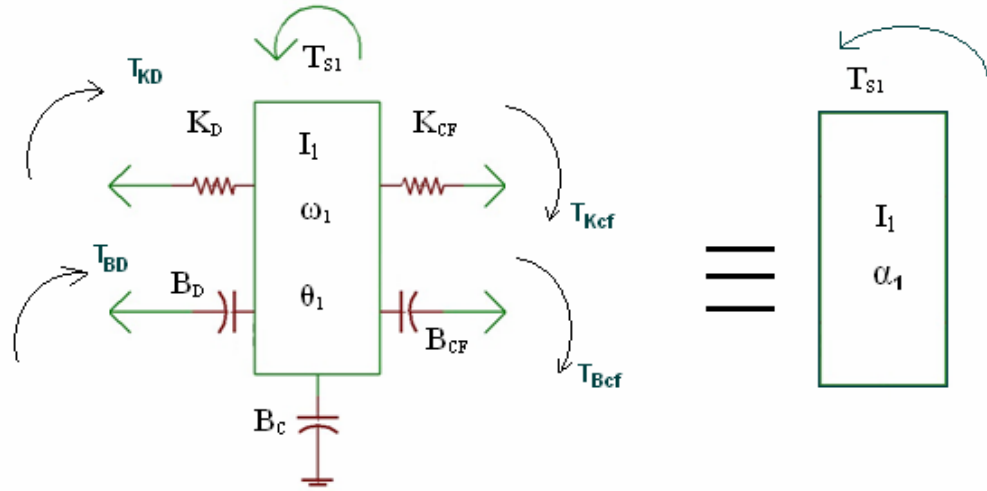 T_S1
T_S1
T_KD
K_D
K_CF
I_1
ω_1
T_Kcf
I_1
T_BD
B_D
θ_1
α_1
B_CF
T_Bcf
B_C